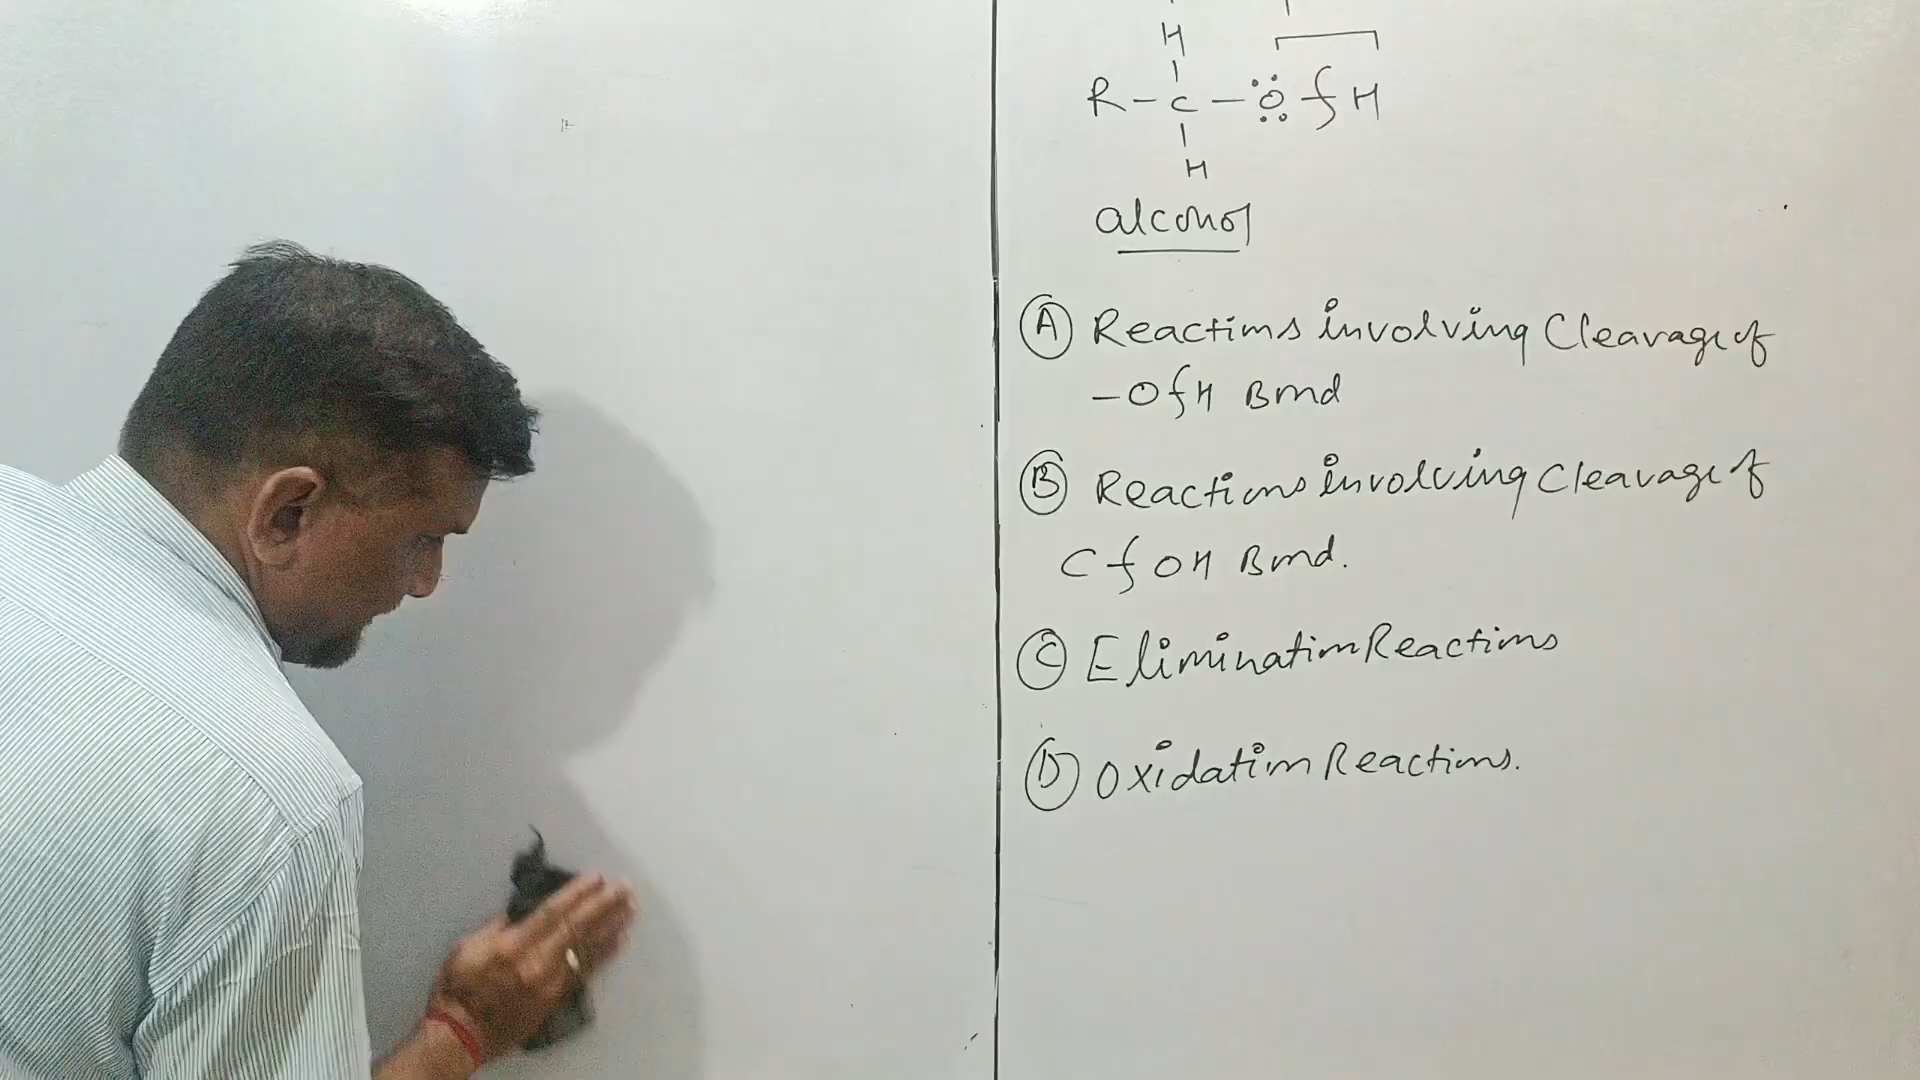 H
R-C-O-H
H
alcohol
(A) Reactions involving Cleavage of
-O-H Bond
(B) Reactions involving Cleavage of
C-OH Bond.
(C) Elimination Reactions
(D) Oxidation Reactions.